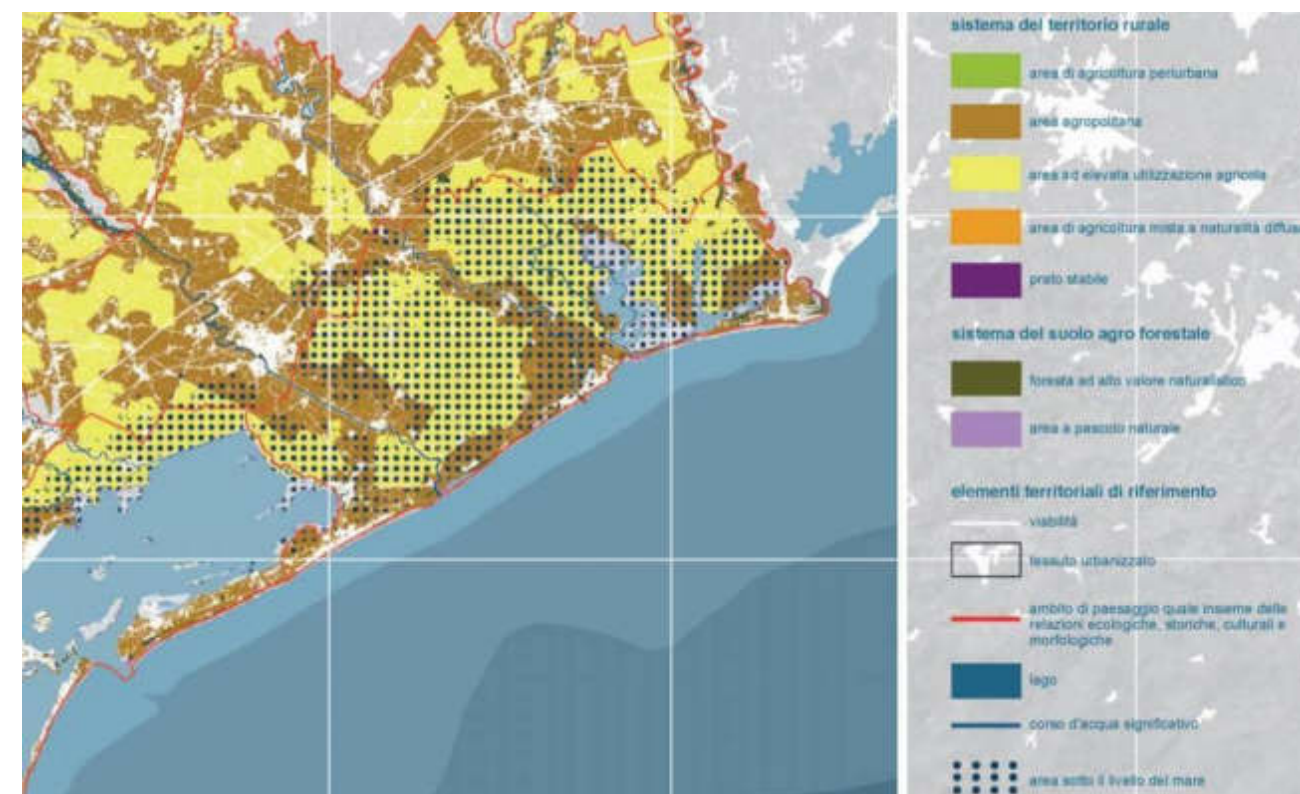 sistema del territorio rurale
area di agricoltura periurbana
area agropolitana
area ad elevata utilizzazione agricola
area di agricoltura mista a naturalità diffus
prato stabile
sistema del suolo agro forestale
foresta ad alto valore naturalistico
area a pascolo naturale
elementi territoriali di riferimento
viabilità
tessuto urbanizzato
ambito di paesaggio quale insieme delle
relazioni ecologiche, storiche, culturali e
morfologiche
lago
corso d'acqua significativo
area sotto il livello del mare